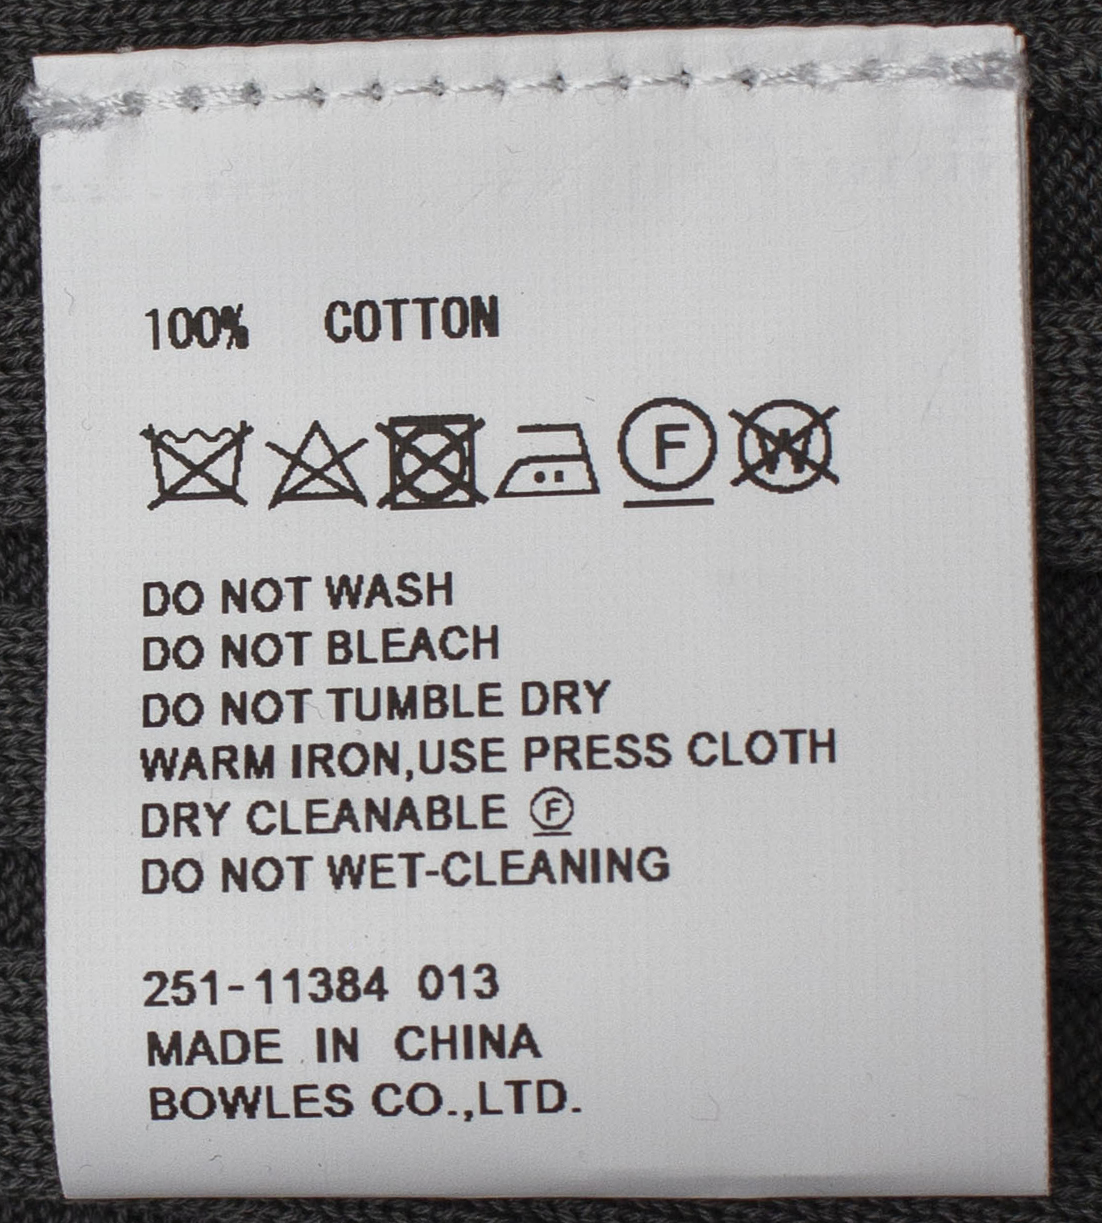 100% COTTON
F W
DO NOT WASH
DO NOT BLEACH
DO NOT TUMBLE DRY
WARM IRON,USE PRESS CLOTH
DRY CLEANABLE Ⓕ
DO NOT WET-CLEANING
251-11384 013
MADE IN CHINA
BOWLES CO.,LTD.